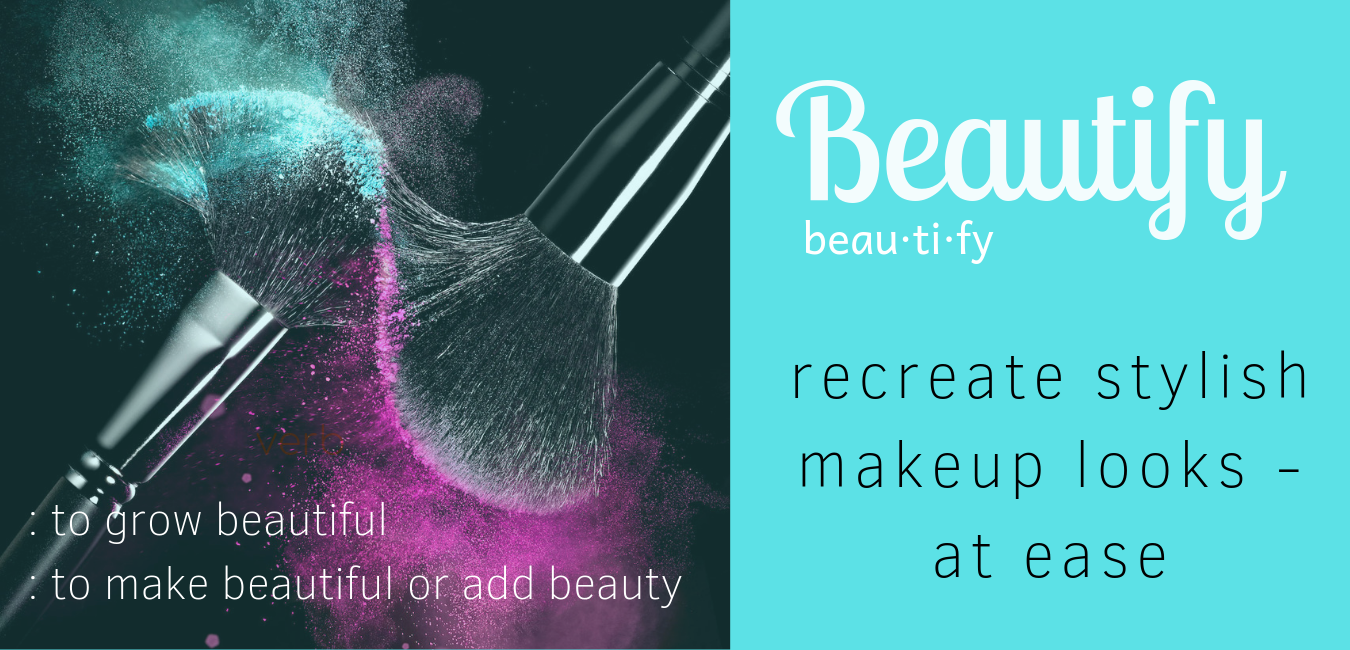 Beautify
beau·ti·fy
verb
: to grow beautiful
: to make beautiful or add beauty
recreate stylish
makeup looks -
at ease